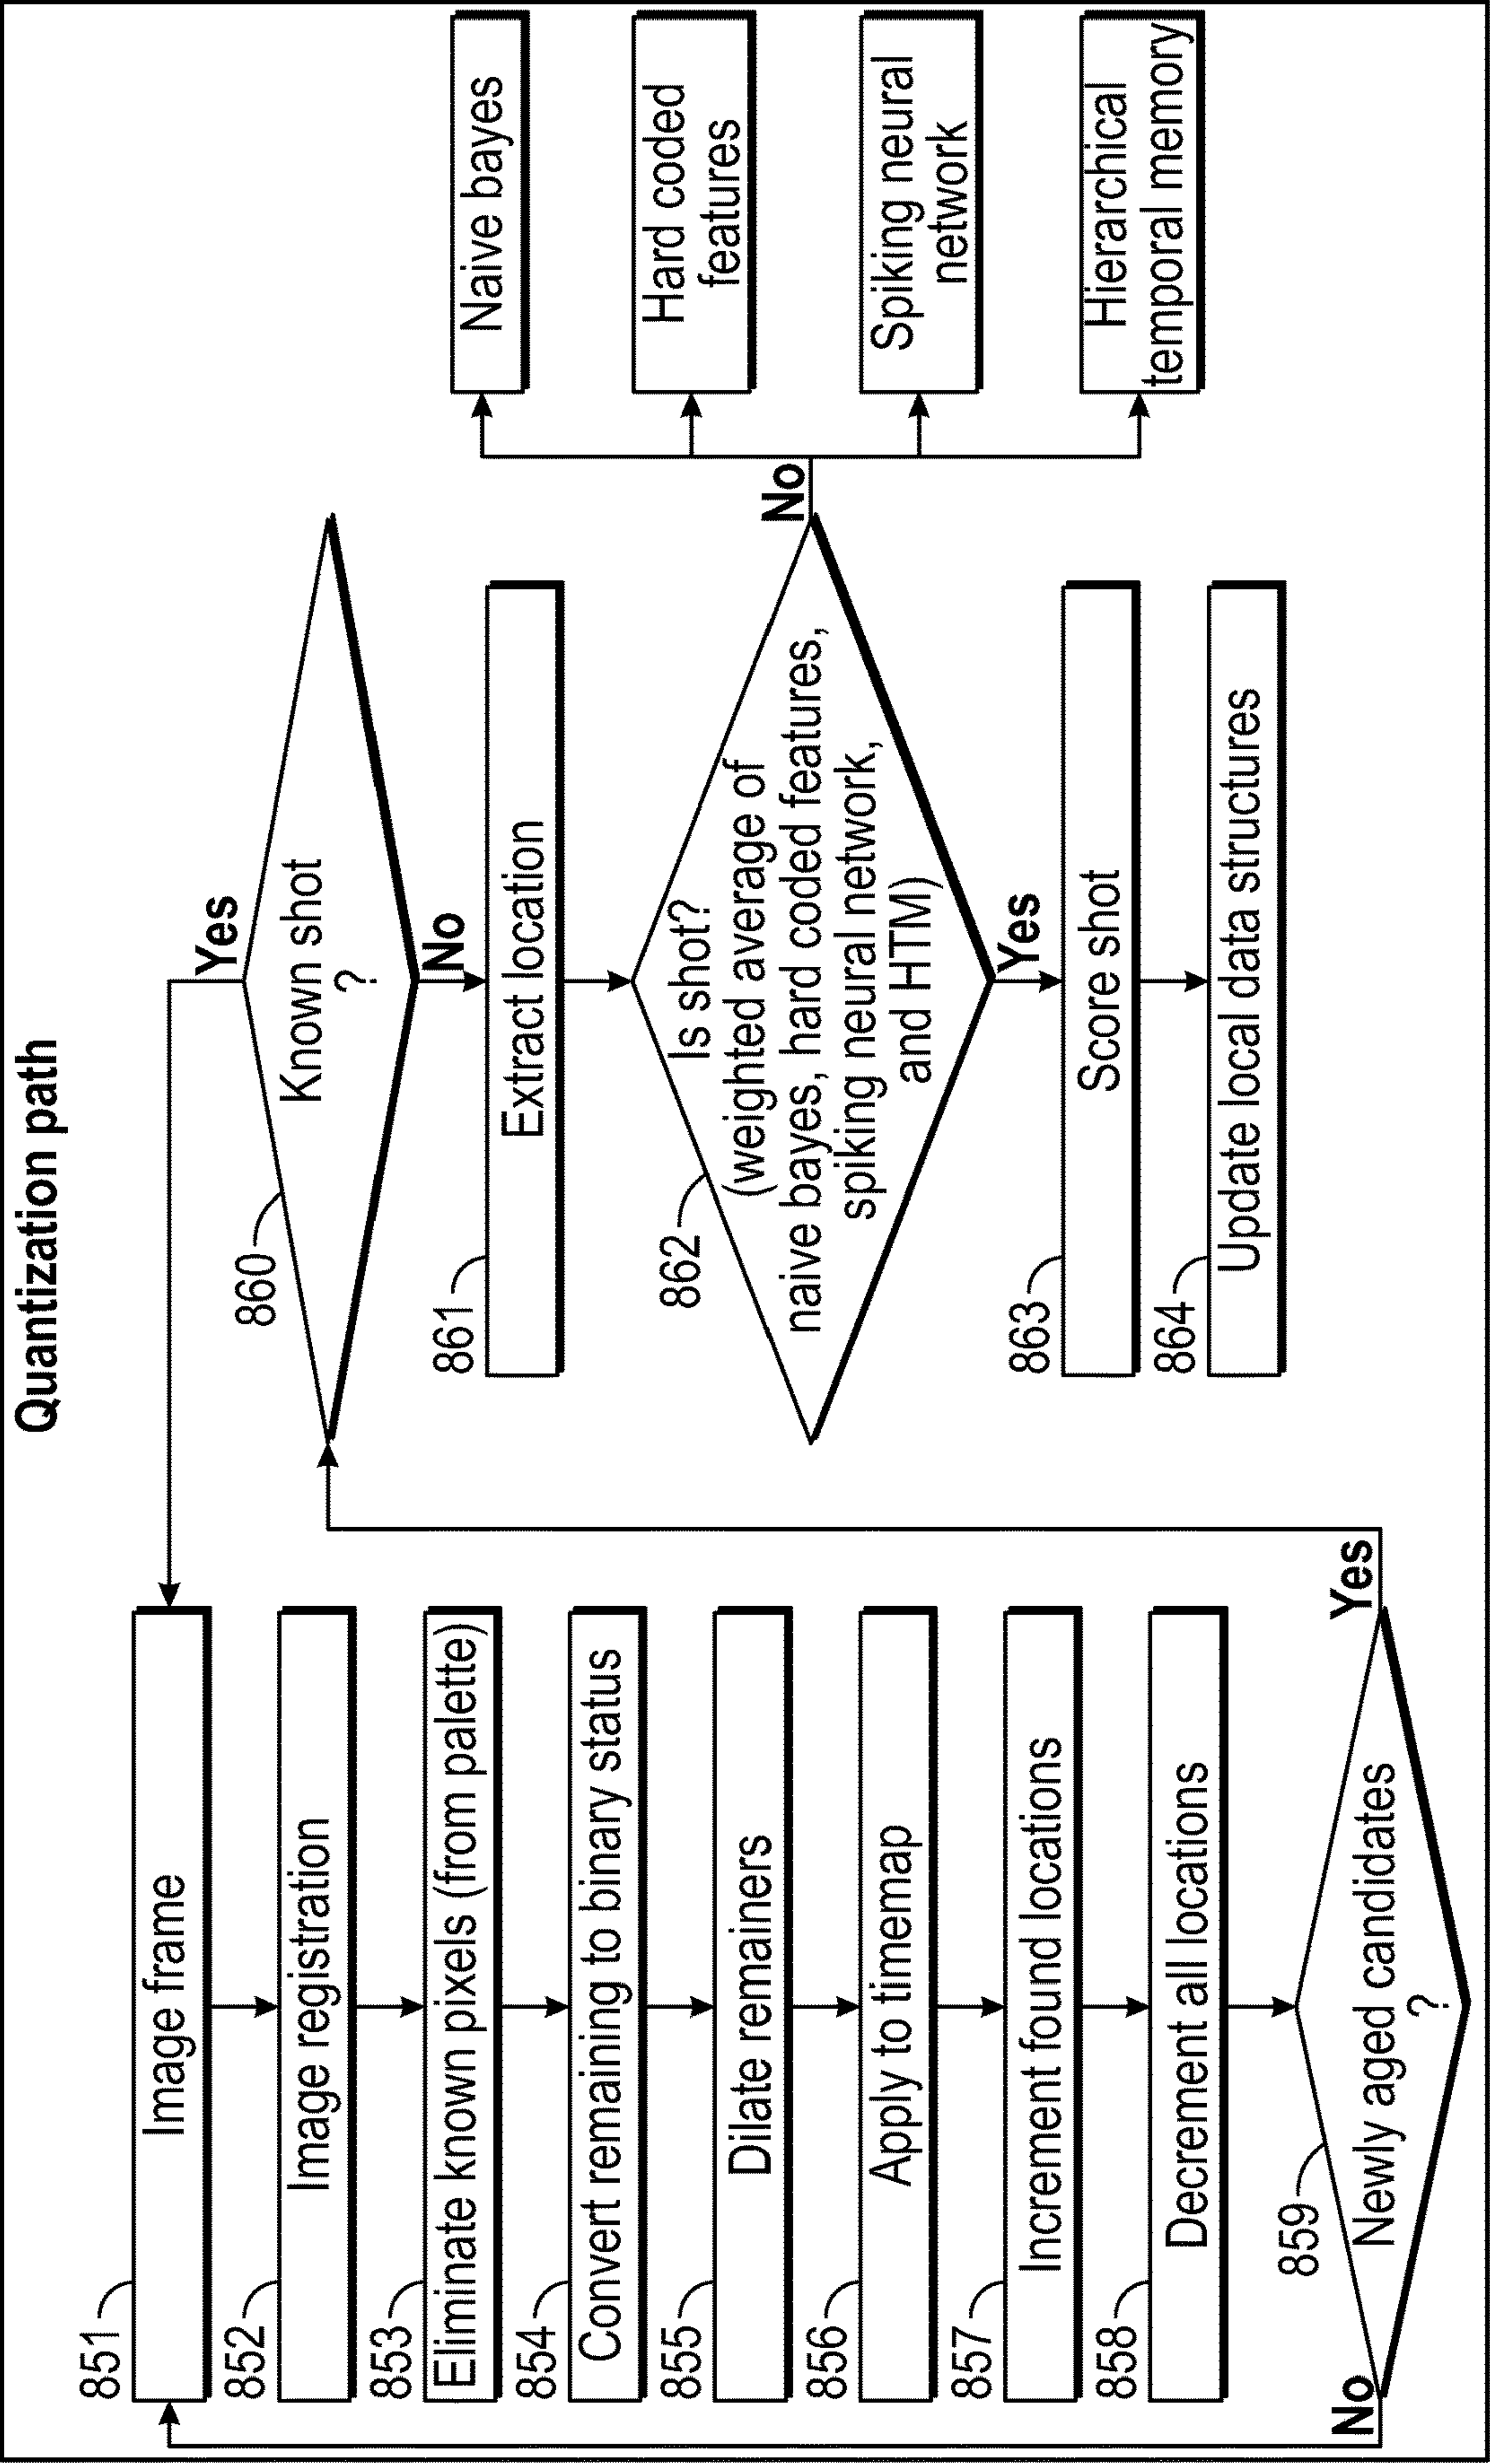 Quantization path
851
Image frame
852
Image registration
853
Eliminate known pixels (from palette)
854
Convert remaining to binary status
855
Dilate remainers
856
Apply to timemap
857
Increment found locations
858
Decrement all locations
859
Newly aged candidates
?
No
Yes
860
Known shot
?
Yes
No
861
Extract location
862
Is shot?
(weighted average of
naive bayes, hard coded features,
spiking neural network,
and HTM)
No
Yes
863
Score shot
864
Update local data structures
Naive bayes
Hard coded
features
Spiking neural
network
Hierarchical
temporal memory